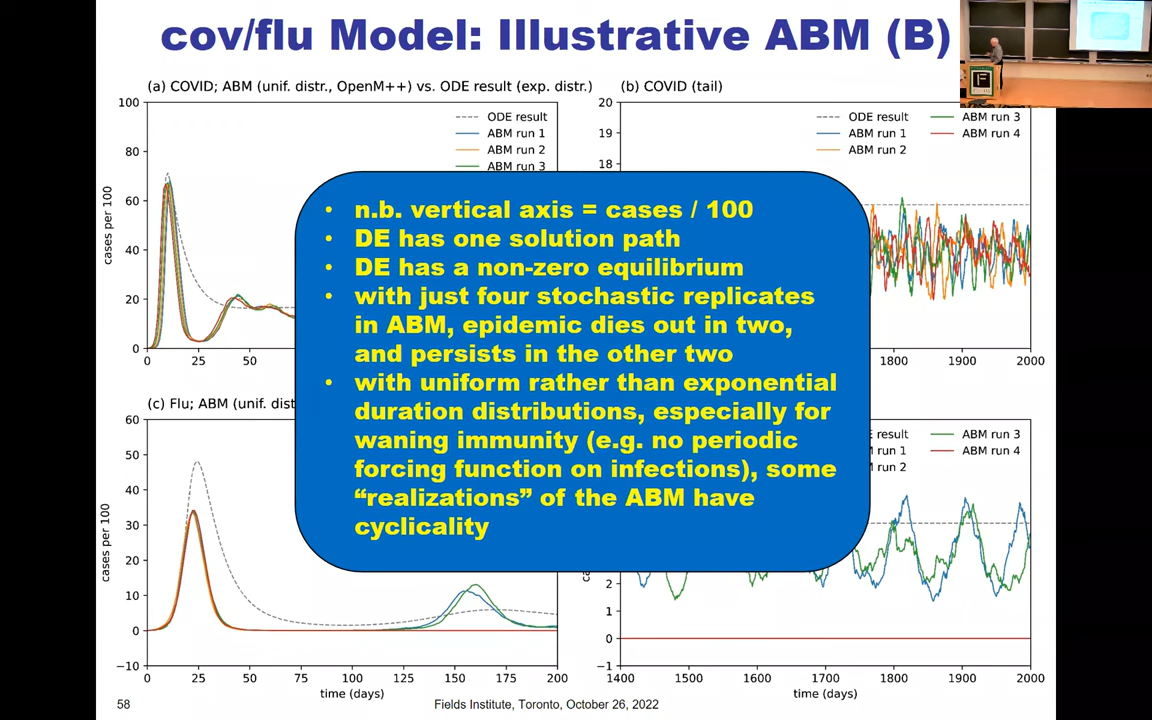 cov/flu Model: Illustrative ABM (B)
(a) COVID; ABM (unif. distr., OpenM++) vs. ODE result (exp. distr.)
(b) COVID (tail)
100
80
60
40
20
0
cases per 100
0
25
50
ODE result
ABM run 1
ABM run 2
ABM run 3
20
19
18
ODE result
ABM run 1
ABM run 2
ABM run 3
ABM run 4
1800
1900
2000
• n.b. vertical axis = cases / 100
• DE has one solution path
• DE has a non-zero equilibrium
• with just four stochastic replicates
in ABM, epidemic dies out in two,
and persists in the other two
• with uniform rather than exponential
duration distributions, especially for
waning immunity (e.g. no periodic
forcing function on infections), some
“realizations” of the ABM have
cyclicality
(c) Flu; ABM (unif. dist
60
50
40
30
20
10
0
−10
cases per 100
0
25
50
75
100
125
150
175
200
time (days)
E result
M run 1
M run 2
ABM run 3
ABM run 4
2
1
0
−1
1400
1500
1600
1700
1800
1900
2000
time (days)
58
Fields Institute, Toronto, October 26, 2022